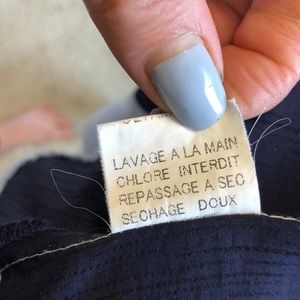 LAVAGE A LA MAIN
CHLORE INTERDIT
REPASSAGE A SEC
SECHAGE DOUX